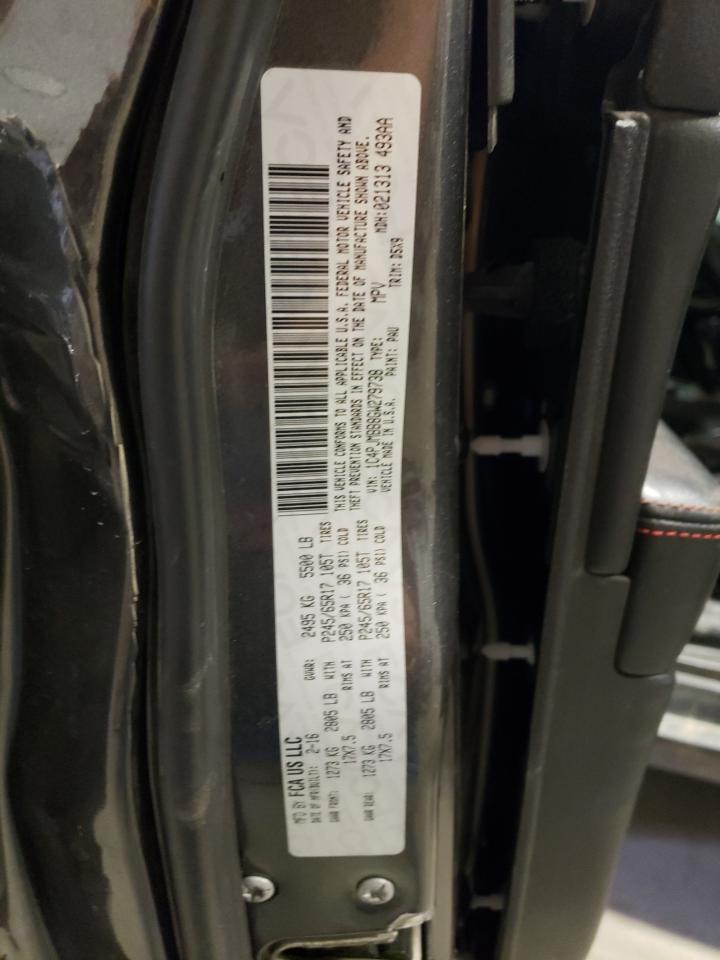 MFD BY FCA US LLC
DATE OF MFR(BUILT): 2-16
GVWR: 2495 KG 5500 LB
GAWR FRONT: 1273 KG 2805 LB WITH P245/65R17 105T TIRES
17X7.5 RIMS AT 250 KPA ( 36 PSI) COLD
GAWR REAR: 1273 KG 2805 LB WITH P245/65R17 105T TIRES
17X7.5 RIMS AT 250 KPA ( 36 PSI) COLD
THIS VEHICLE CONFORMS TO ALL APPLICABLE U.S.A. FEDERAL MOTOR VEHICLE SAFETY AND
THEFT PREVENTION STANDARDS IN EFFECT ON THE DATE OF MANUFACTURE SHOWN ABOVE.
VIN: 1C4PJMBB8GW279738 TYPE: MPV MDH:021313 493AA
VEHICLE MADE IN U.S.A. PAINT: PAU TRIM: DSX9